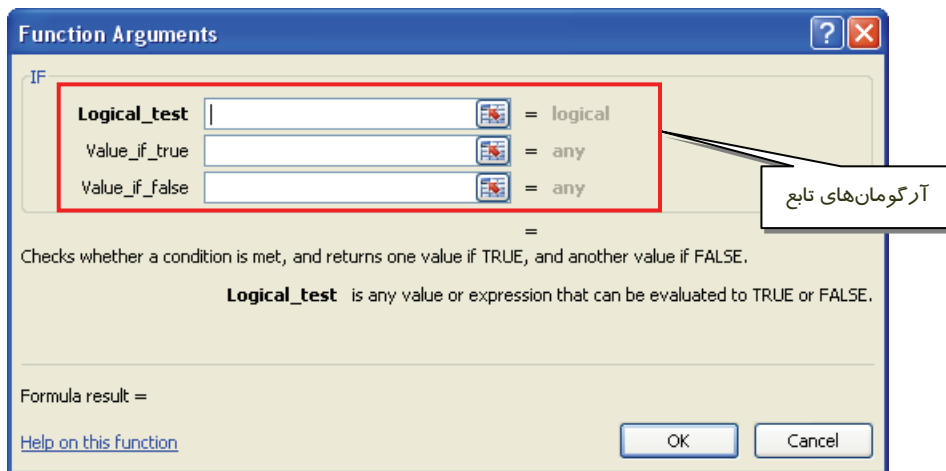 Function Arguments
IF
Logical_test = logical
Value_if_true = any
Value_if_false = any
آرگومان‌های تابع
=
Checks whether a condition is met, and returns one value if TRUE, and another value if FALSE.
Logical_test is any value or expression that can be evaluated to TRUE or FALSE.
Formula result =
Help on this function
OK
Cancel